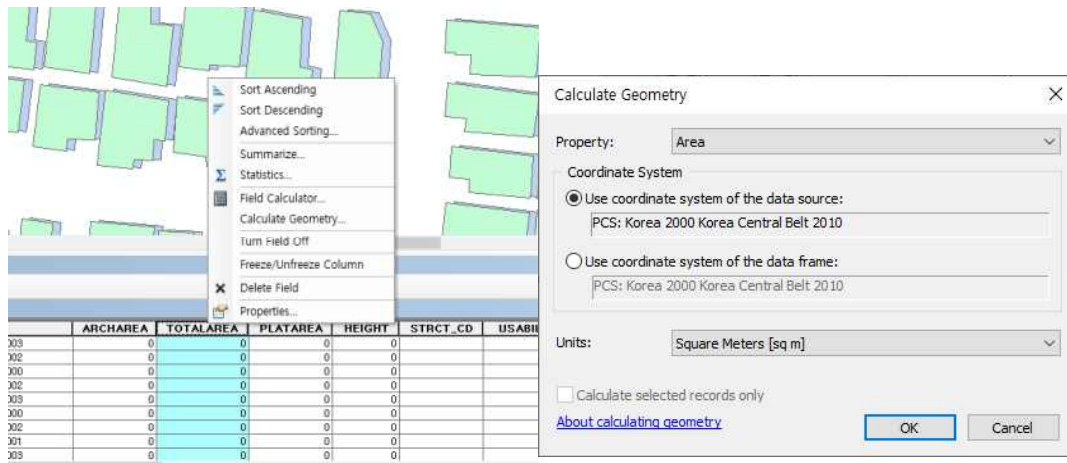 Sort Ascending
Sort Descending
Advanced Sorting...
Summarize...
Statistics...
Field Calculator...
Calculate Geometry...
Turn Field Off
Freeze/Unfreeze Column
Delete Field
Properties...
ARCHAREA TOTALAREA PLATAREA HEIGHT STRCT_CD USABIL
003 0 0 0 0
002 0 0 0 0
000 0 0 0 0
002 0 0 0 0
003 0 0 0 0
000 0 0 0 0
002 0 0 0 0
001 0 0 0 0
003 0 0 0 0
Calculate Geometry
Property: Area
Coordinate System
Use coordinate system of the data source:
PCS: Korea 2000 Korea Central Belt 2010
Use coordinate system of the data frame:
PCS: Korea 2000 Korea Central Belt 2010
Units: Square Meters [sq m]
Calculate selected records only
About calculating geometry
OK Cancel